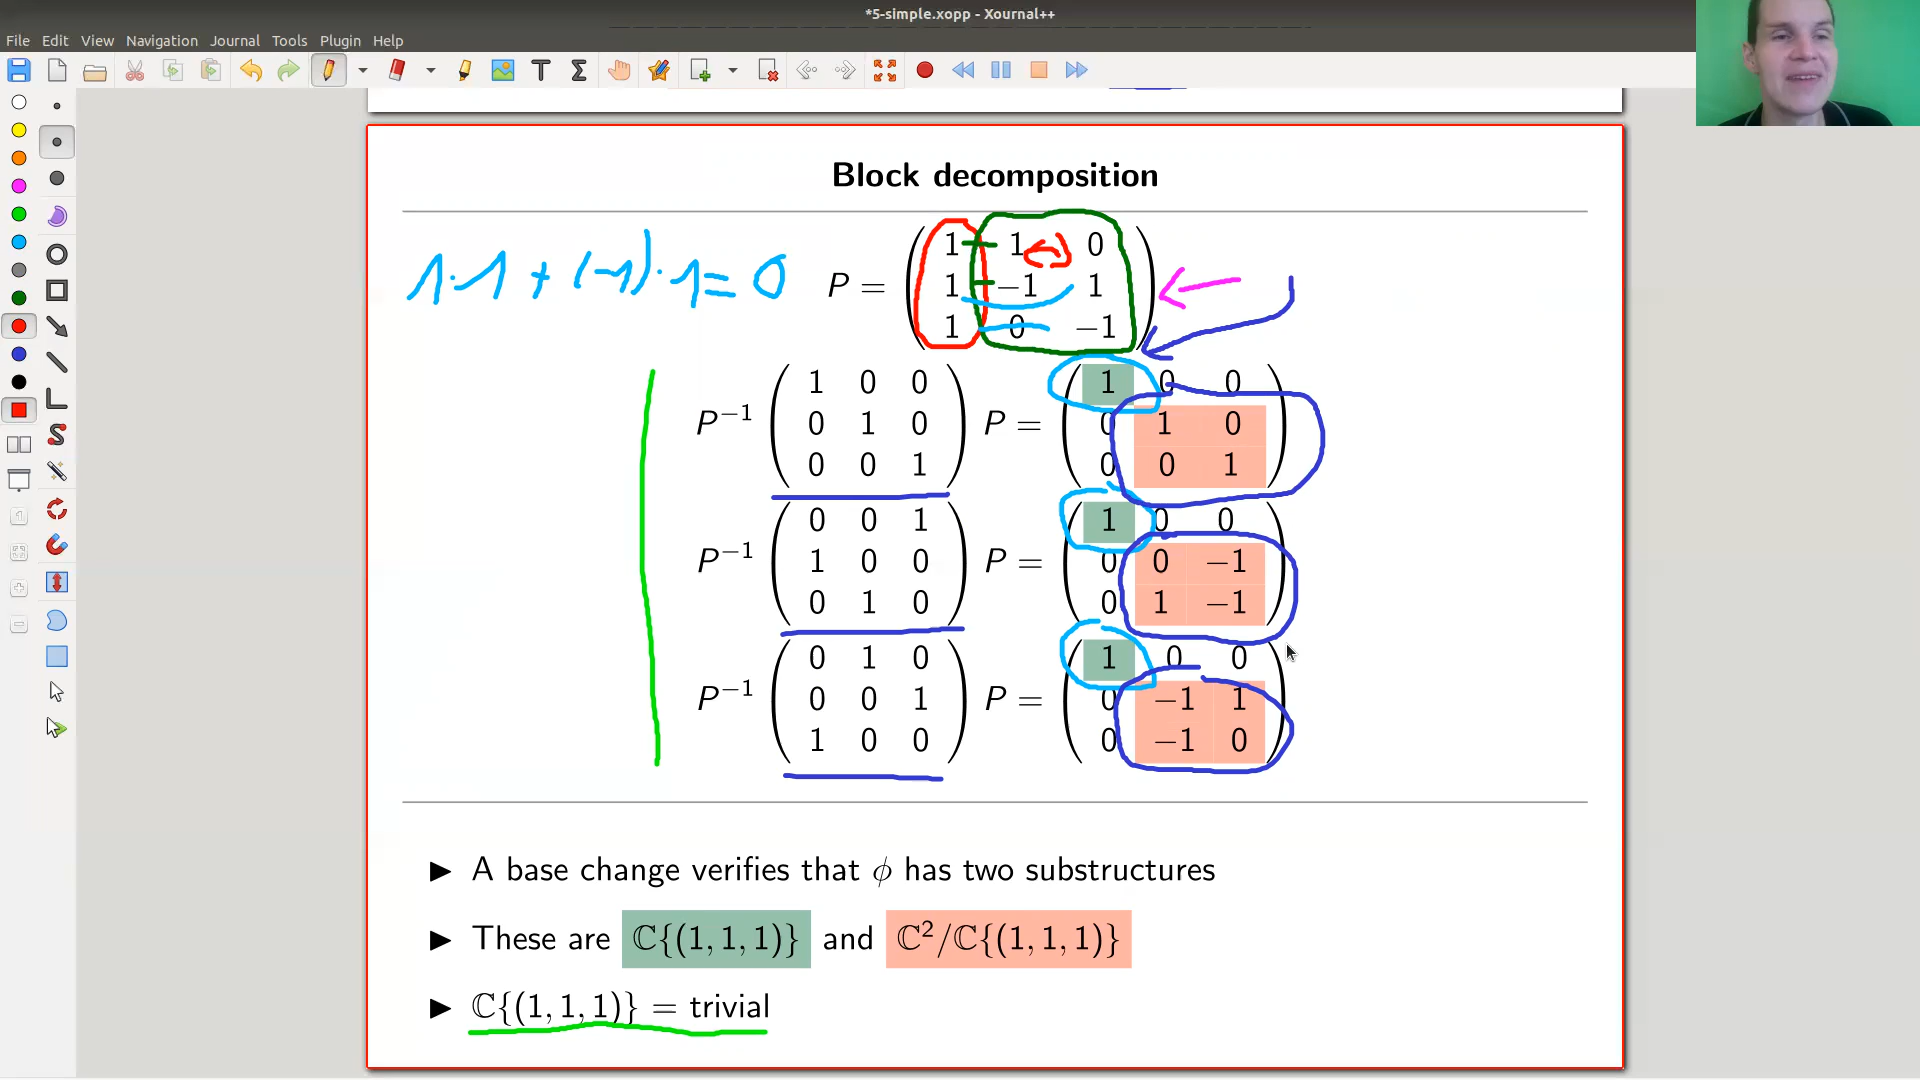 *5-simple.xopp - Xournal++
File Edit View Navigation Journal Tools Plugin Help
Block decomposition
1·1 + (-1)·1 = 0
P = ( 1 1 0
1 −1 1
1 0 −1 )
P⁻¹ ( 1 0 0
0 1 0
0 0 1 ) P = ( 1 0 0
0 1 0
0 0 1 )
P⁻¹ ( 0 0 1
1 0 0
0 1 0 ) P = ( 1 0 0
0 0 −1
0 1 −1 )
P⁻¹ ( 0 1 0
0 0 1
1 0 0 ) P = ( 1 0 0
0 −1 1
0 −1 0 )
▶ A base change verifies that ϕ has two substructures
▶ These are ℂ{(1, 1, 1)} and ℂ²/ℂ{(1, 1, 1)}
▶ ℂ{(1, 1, 1)} = trivial